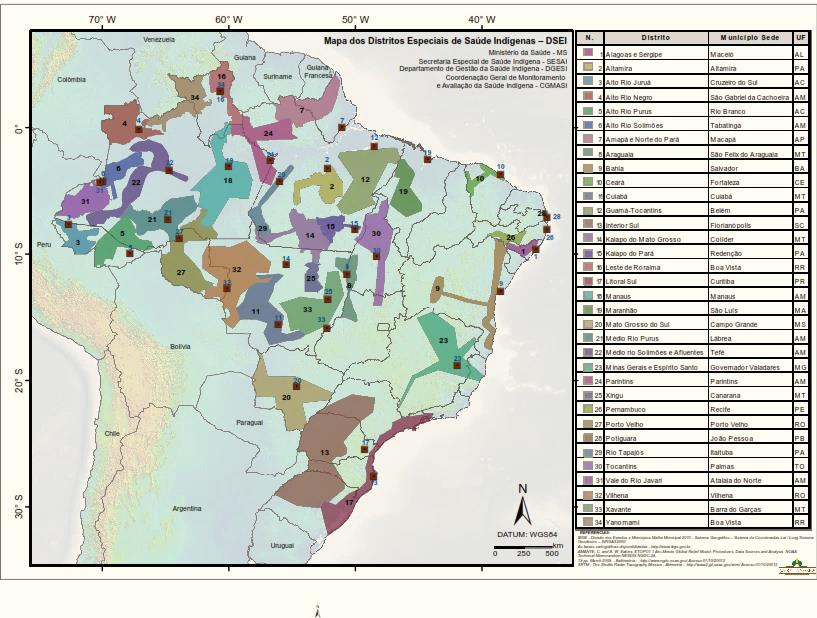 70° W 60° W 50° W 40° W
Mapa dos Distritos Especiais de Saúde Indígenas – DSEI
Ministério da Saúde - MS
Secretaria Especial de Saúde Indígena - SESAI
Departamento de Gestão da Saúde Indígena - DGESI
Coordenação Geral de Monitoramento
e Avaliação da Saúde Indígena - CGMASI
Venezuela
Guiana
Suriname
Guiana
Francesa
Colômbia
Peru
Bolívia
Paraguai
Chile
Argentina
Uruguai
0°
10° S
20° S
30° S
N
DATUM: WGS84
km
0 250 500
N. Distrito Município Sede UF
1 Alagoas e Sergipe Maceió AL
2 Altamira Altamira PA
3 Alto Rio Juruá Cruzeiro do Sul AC
4 Alto Rio Negro São Gabriel da Cachoeira AM
5 Alto Rio Purus Rio Branco AC
6 Alto Rio Solimões Tabatinga AM
7 Amapá e Norte do Pará Macapá AP
8 Araguaia São Felix do Araguaia MT
9 Bahia Salvador BA
10 Ceará Fortaleza CE
11 Cuiabá Cuiabá MT
12 Guamá-Tocantins Belém PA
13 Interior Sul Florianópolis SC
14 Kaiapo do Mato Grosso Colíder MT
15 Kaiapo do Pará Redenção PA
16 Leste de Roraima Boa Vista RR
17 Litoral Sul Curitiba PR
18 Manaus Manaus AM
19 Maranhão São Luis MA
20 Mato Grosso do Sul Campo Grande MS
21 Médio Rio Purus Lábrea AM
22 Médio rio Solimões e Afluentes Tefé AM
23 Minas Gerais e Espírito Santo Governador Valadares MG
24 Parintins Parintins AM
25 Xingu Canarana MT
26 Pernambuco Recife PE
27 Porto Velho Porto Velho RO
28 Potiguara João Pessoa PB
29 Rio Tapajós Itaituba PA
30 Tocantins Palmas TO
31 Vale do Rio Javari Atalaia do Norte AM
32 Vilhena Vilhena RO
33 Xavante Barra do Garças MT
34 Yanomami Boa Vista RR
REFERENCIAS: